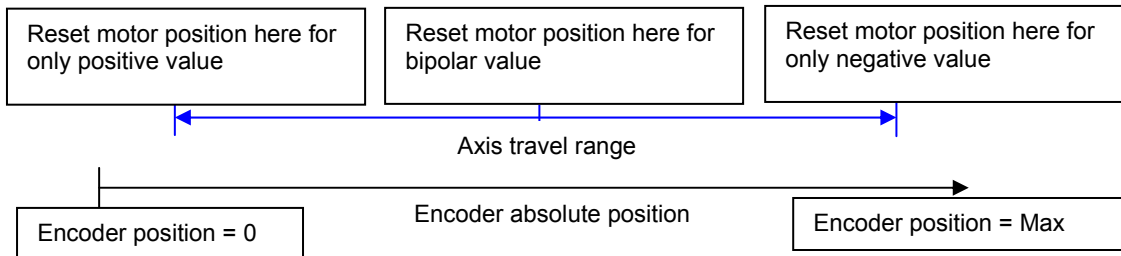 Reset motor position here for
only positive value
Reset motor position here for
bipolar value
Reset motor position here for
only negative value
Axis travel range
Encoder absolute position
Encoder position = 0
Encoder position = Max